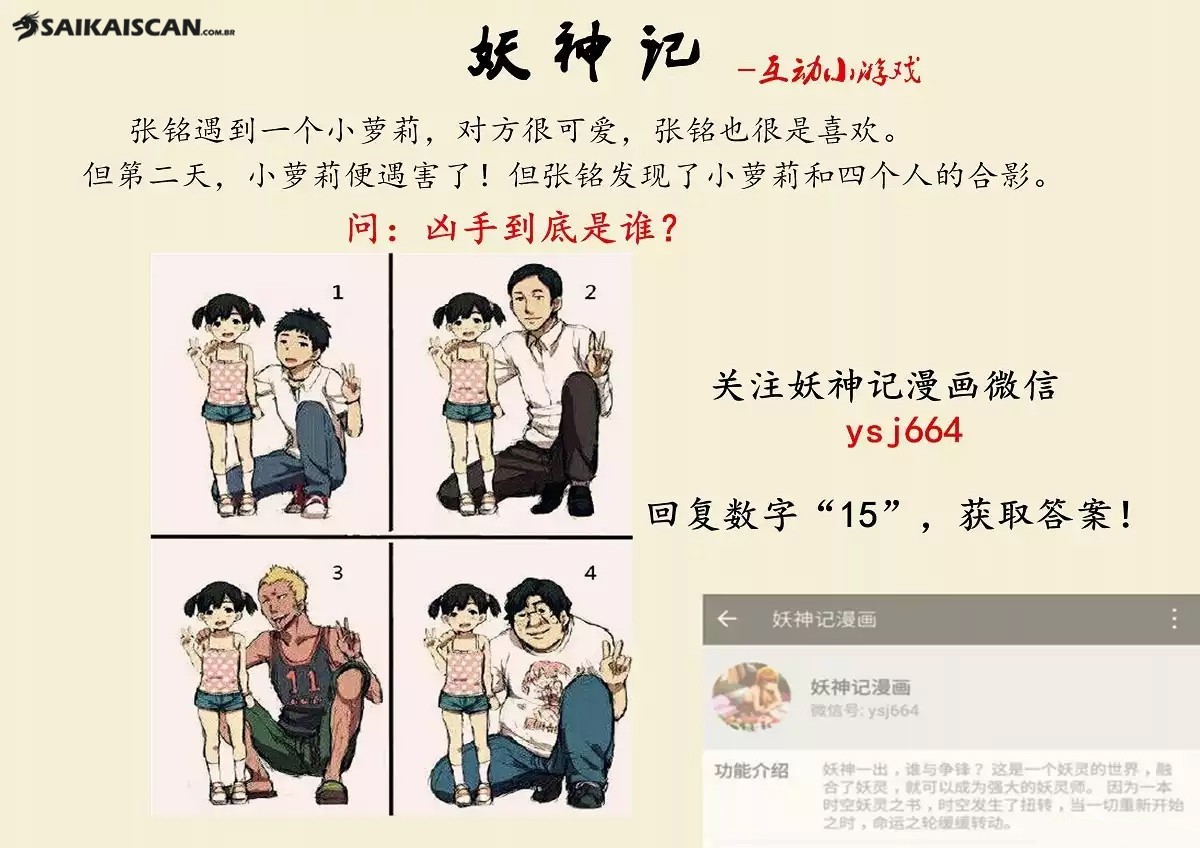 SAIKAISCAN.COM.BR
妖神记 -互动小游戏
张铭遇到一个小萝莉，对方很可爱，张铭也很是喜欢。
但第二天，小萝莉便遇害了！但张铭发现了小萝莉和四个人的合影。
问：凶手到底是谁？
1
2
3
11
4
关注妖神记漫画微信
ysj664
回复数字“15”，获取答案！
妖神记漫画
妖神记漫画
微信号: ysj664
功能介绍
妖神一出，谁与争锋？ 这是一个妖灵的世界，融
合了妖灵，就可以成为强大的妖灵师。 因为一本
时空妖灵之书，时空发生了扭转，当一切重新开始
之时，命运之轮缓缓转动。